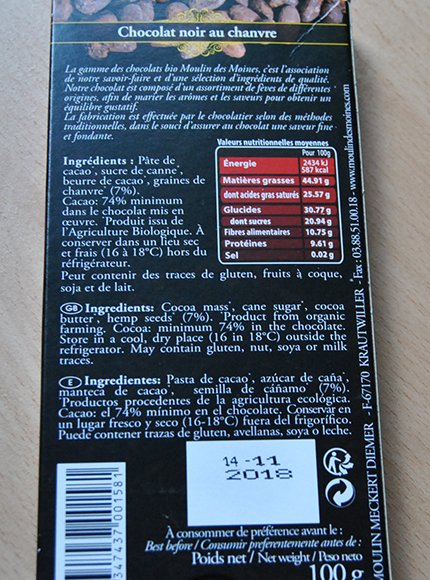 Chocolat noir au chanvre
La gamme des chocolats bio Moulin des Moines, c'est l'association
de notre savoir-faire et d'une sélection d'ingrédients de qualité.
Notre chocolat est composé d'un assortiment de fèves de différentes
origines, afin de marier les arômes et les saveurs pour obtenir un
équilibre gustatif.
La fabrication est effectuée par le chocolatier selon des méthodes
traditionnelles, dans le souci d'assurer au chocolat une saveur fine
et fondante.
Ingrédients : Pâte de
cacao*, sucre de canne*,
beurre de cacao*, graines de
chanvre* (7%).
Cacao: 74% minimum
dans le chocolat mis en
œuvre. *Produit issu de
l'Agriculture Biologique. À
conserver dans un lieu sec
et frais (16 à 18°C) hors du
réfrigérateur.
Peut contenir des traces de gluten, fruits à coque,
soja et de lait.
Valeurs nutritionnelles moyennes
Pour 100g
Énergie 2434 kJ
587 kcal
Matières grasses 44.91 g
dont acides gras saturés 25.57 g
Glucides 30.77 g
dont sucres 20.94 g
Fibres alimentaires 10.75 g
Protéines 9.61 g
Sel 0.02 g
GB Ingredients: Cocoa mass*, cane sugar*, cocoa
butter*, hemp seeds* (7%). *Product from organic
farming. Cocoa: minimum 74% in the chocolate.
Store in a cool, dry place (16 in 18°C) outside the
refrigerator. May contain gluten, nut, soya or milk
traces.
E Ingredientes: Pasta de cacao*, azúcar de caña*,
manteca de cacao*, semilla de cáñamo* (7%).
*Productos procedentes de la agricultura ecológica.
Cacao: el 74% mínimo en el chocolate. Conservar en
un lugar fresco y seco (16-18°C) fuera del frigorífico.
Puede contener trazas de gluten, avellanas, soya o leche.
14 -11
2018
347437 001581
À consommer de préférence avant le :
Best before / Consumir preferentemente antes de :
Poids net / Net weight / Peso neto
100 g
MOULIN MECKERT DIEMER - F-67170 KRAUTWILLER - Fax : 03.88.51.00.18 - www.moulindesmoines.com